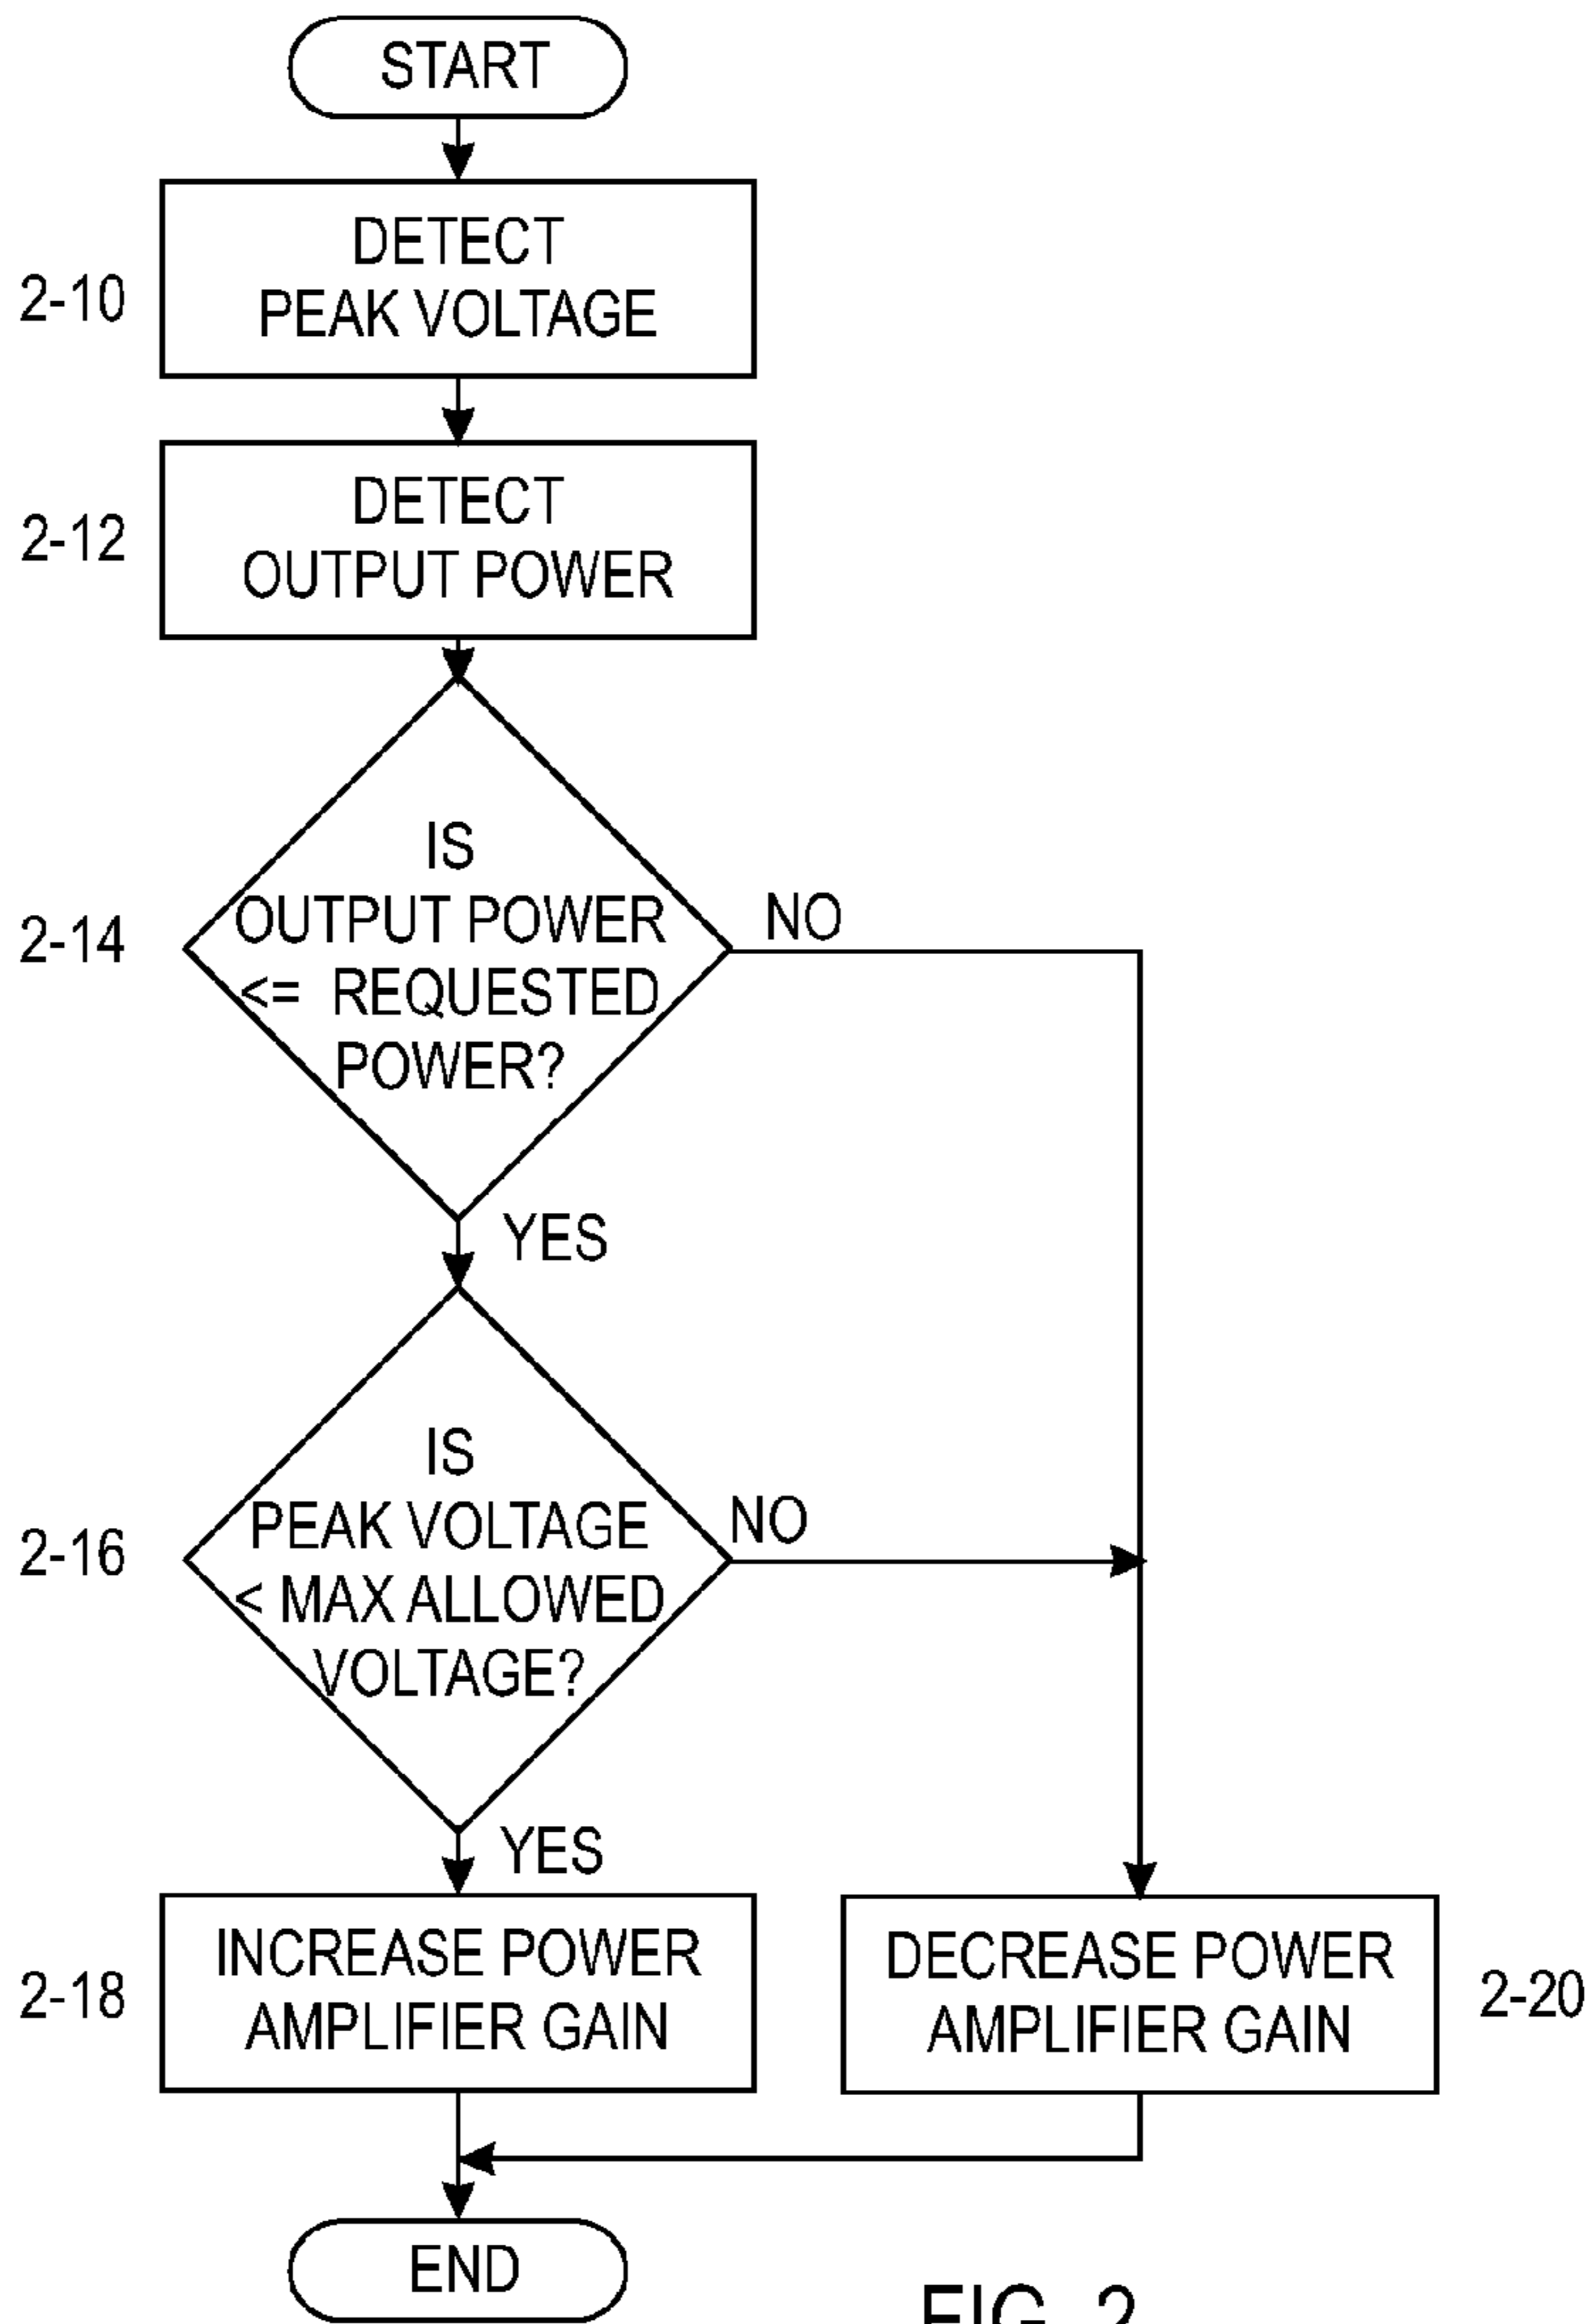 START
DETECT
PEAK VOLTAGE
2-10
DETECT
OUTPUT POWER
2-12
IS
OUTPUT POWER
<= REQUESTED
POWER?
2-14
NO
YES
IS
PEAK VOLTAGE
< MAX ALLOWED
VOLTAGE?
2-16
NO
YES
INCREASE POWER
AMPLIFIER GAIN
2-18
DECREASE POWER
AMPLIFIER GAIN
2-20
END
FIG. 2